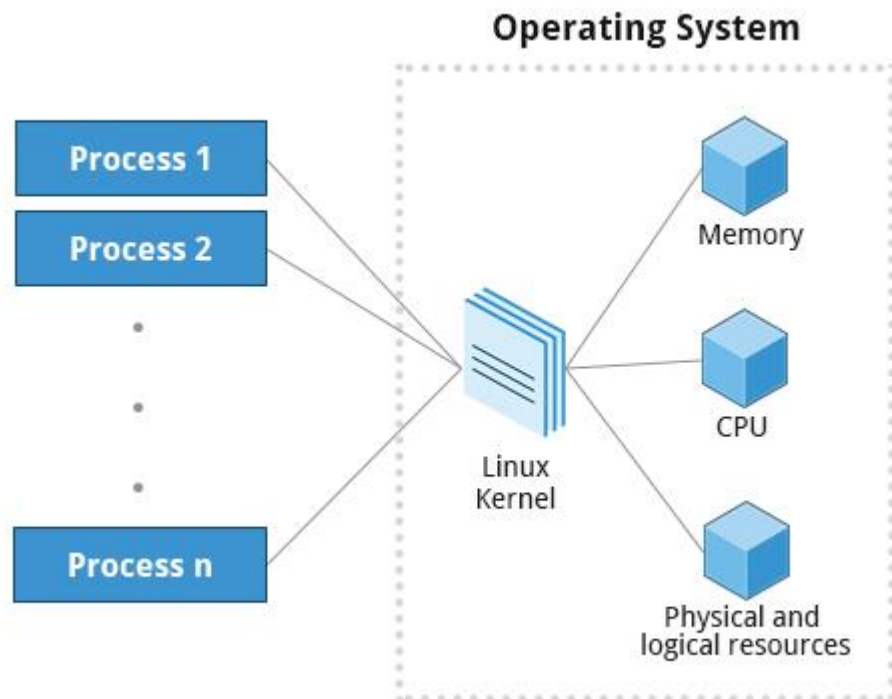 Operating System
Process 1
Process 2
Process n
Linux
Kernel
Memory
CPU
Physical and
logical resources